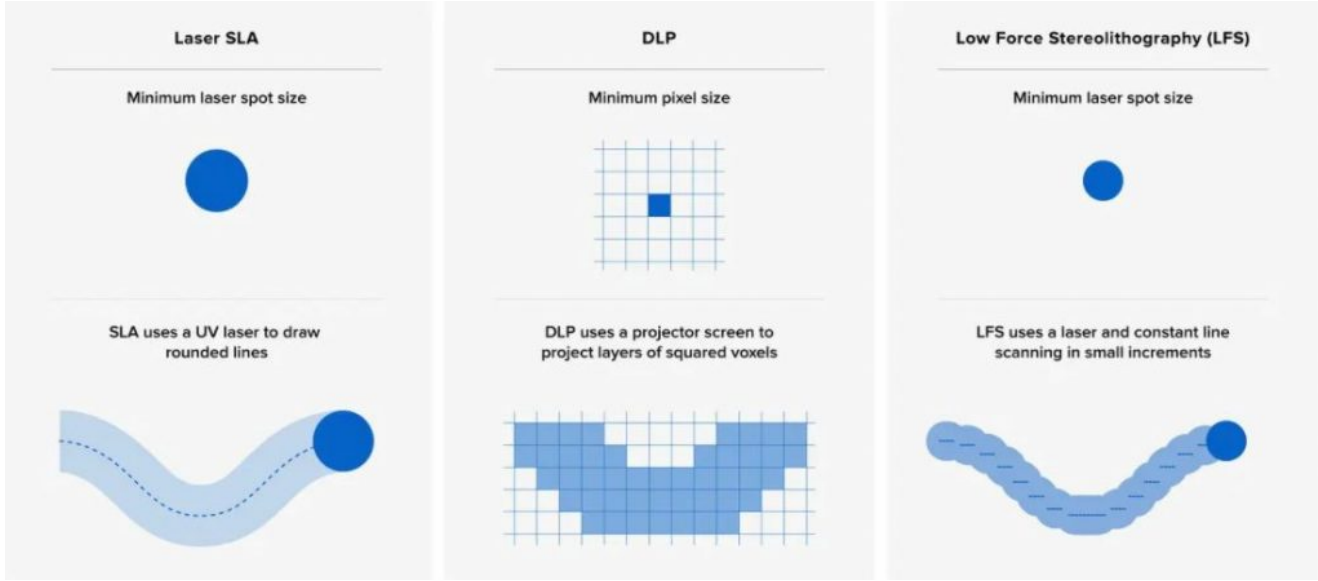 Laser SLA
Minimum laser spot size
SLA uses a UV laser to draw
rounded lines
DLP
Minimum pixel size
DLP uses a projector screen to
project layers of squared voxels
Low Force Stereolithography (LFS)
Minimum laser spot size
LFS uses a laser and constant line
scanning in small increments